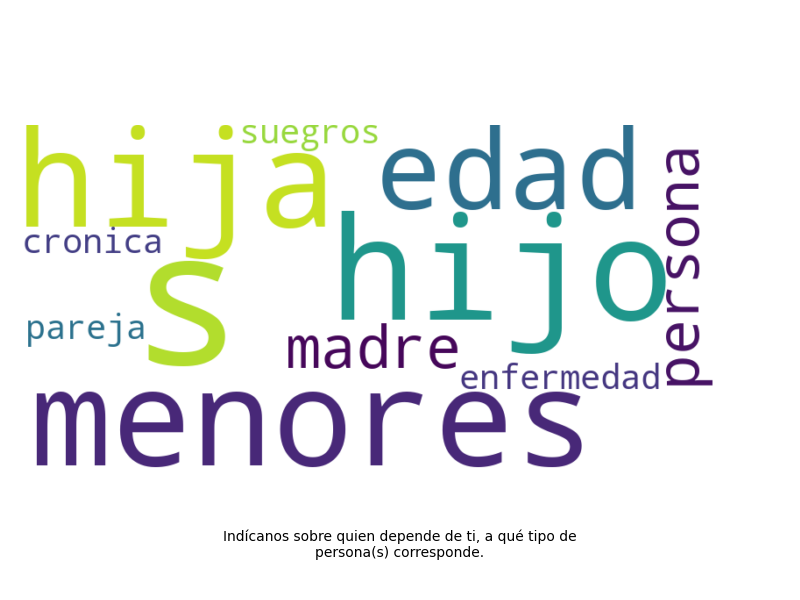 suegros
hija
edad
persona
cronica
s
hijo
pareja
madre
enfermedad
menores
Indícanos sobre quien depende de ti, a qué tipo de
persona(s) corresponde.